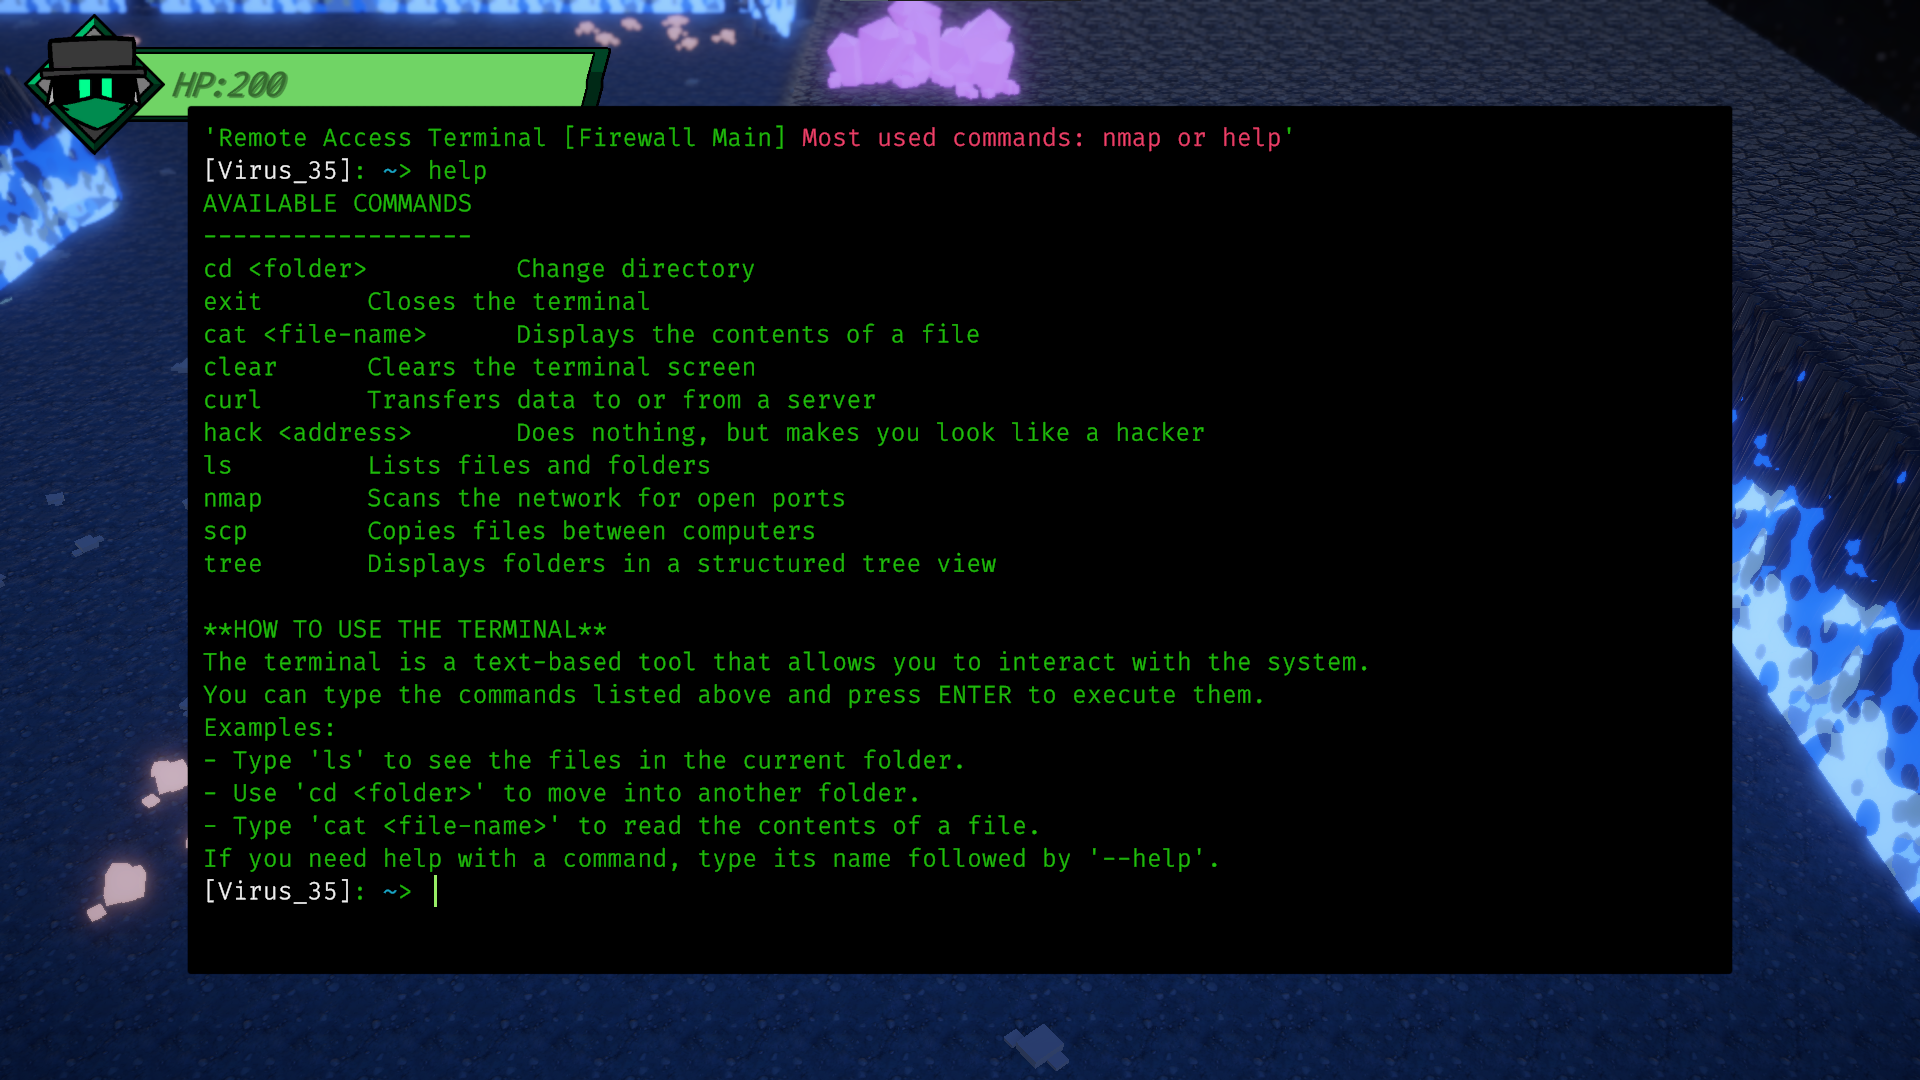 HP:200
'Remote Access Terminal [Firewall Main] Most used commands: nmap or help'
[Virus_35]: ~> help
AVAILABLE COMMANDS
------------------
cd <folder>          Change directory
exit       Closes the terminal
cat <file-name>      Displays the contents of a file
clear      Clears the terminal screen
curl       Transfers data to or from a server
hack <address>       Does nothing, but makes you look like a hacker
ls         Lists files and folders
nmap       Scans the network for open ports
scp        Copies files between computers
tree       Displays folders in a structured tree view
**HOW TO USE THE TERMINAL**
The terminal is a text-based tool that allows you to interact with the system.
You can type the commands listed above and press ENTER to execute them.
Examples:
- Type 'ls' to see the files in the current folder.
- Use 'cd <folder>' to move into another folder.
- Type 'cat <file-name>' to read the contents of a file.
If you need help with a command, type its name followed by '--help'.
[Virus_35]: ~>